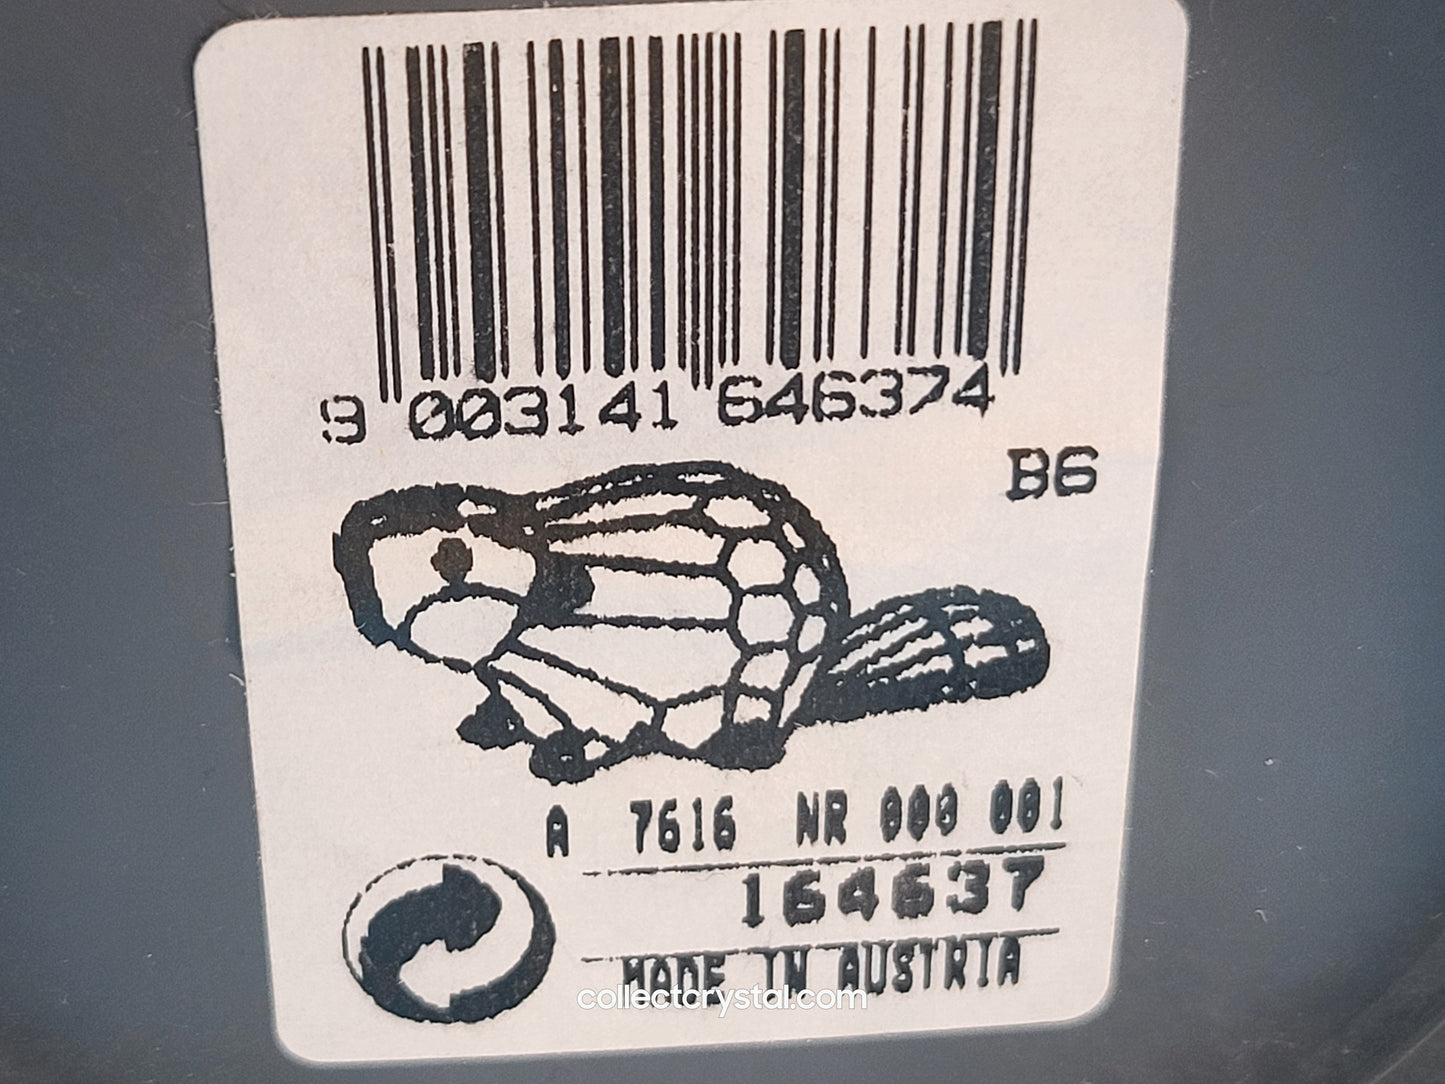 9 003141 646374
B6
A 7616 NR 000 001
164637
MADE IN AUSTRIA
collectcrystal.com